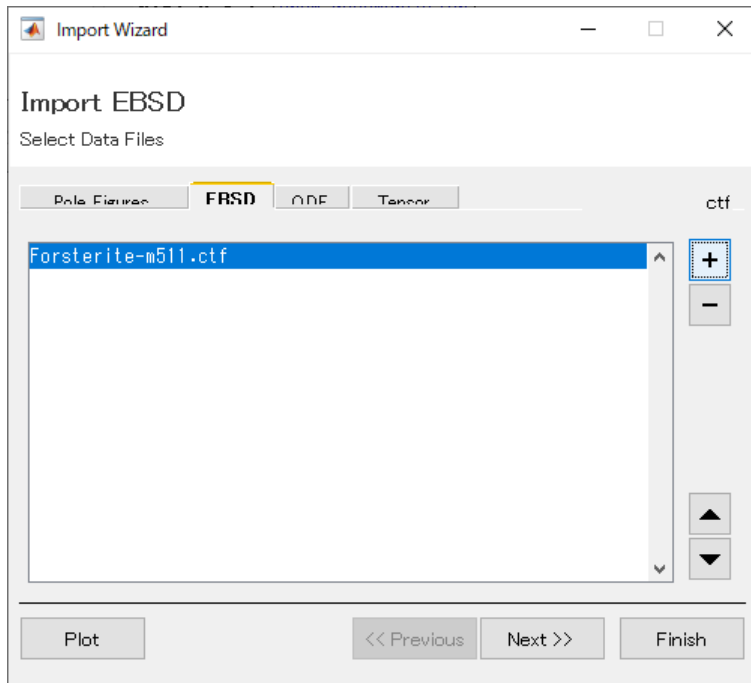 Import Wizard
Import EBSD
Select Data Files
Pole Figures EBSD ODF Tensor ctf
Forsterite-m511.ctf
+
−
Plot << Previous Next >> Finish